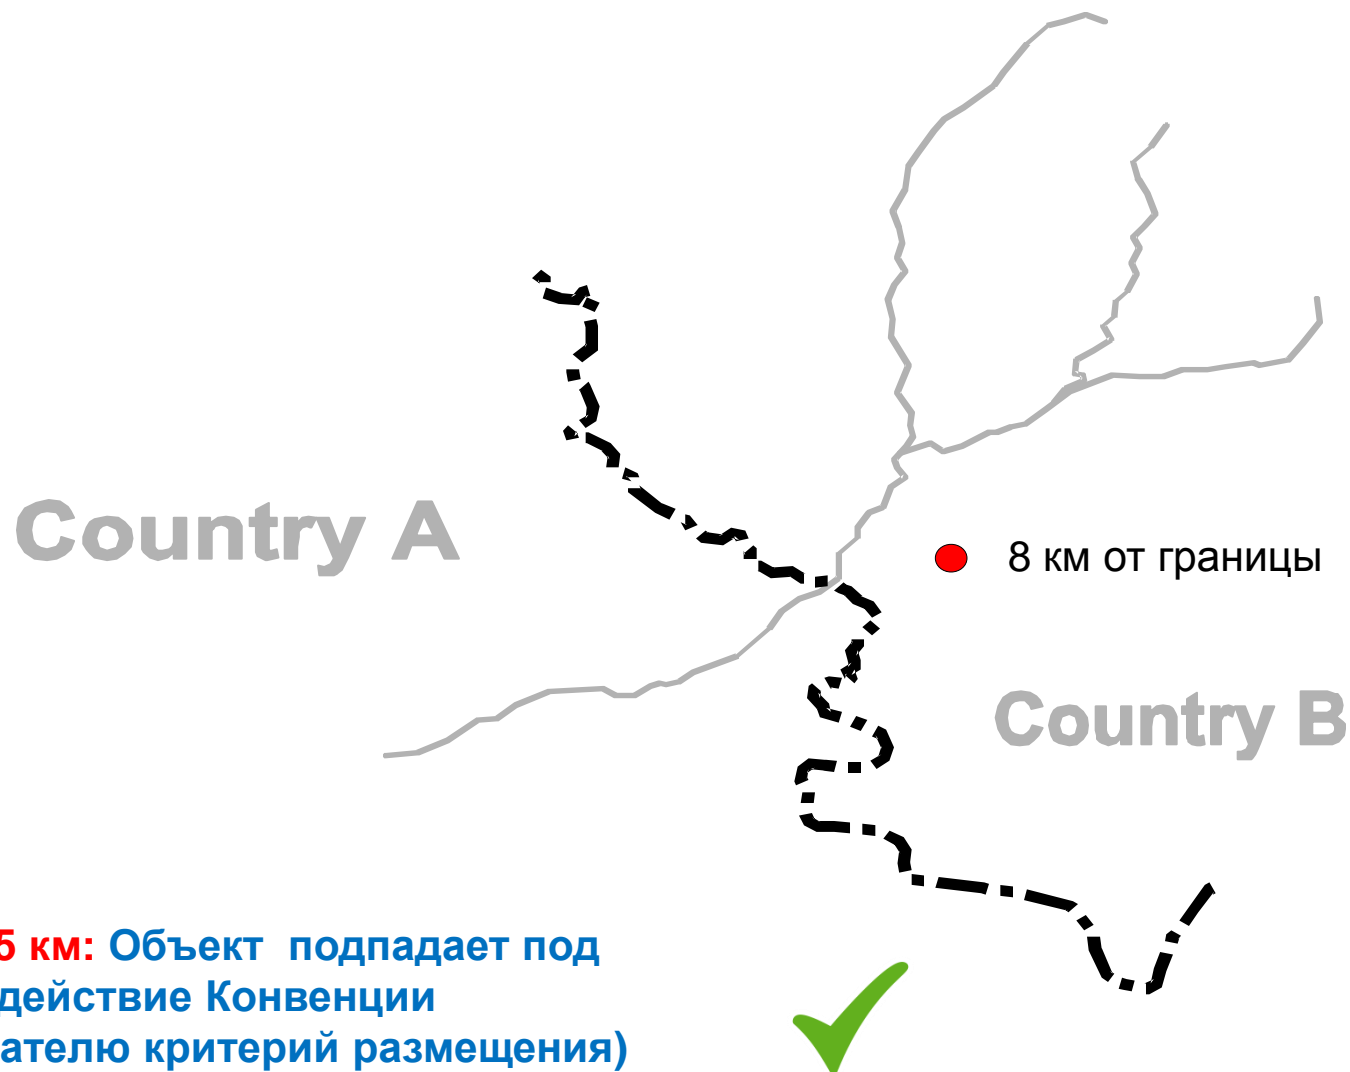 Country A
8 км от границы
Country B
5 км: Объект подпадает под
действие Конвенции
ателю критерий размещения)